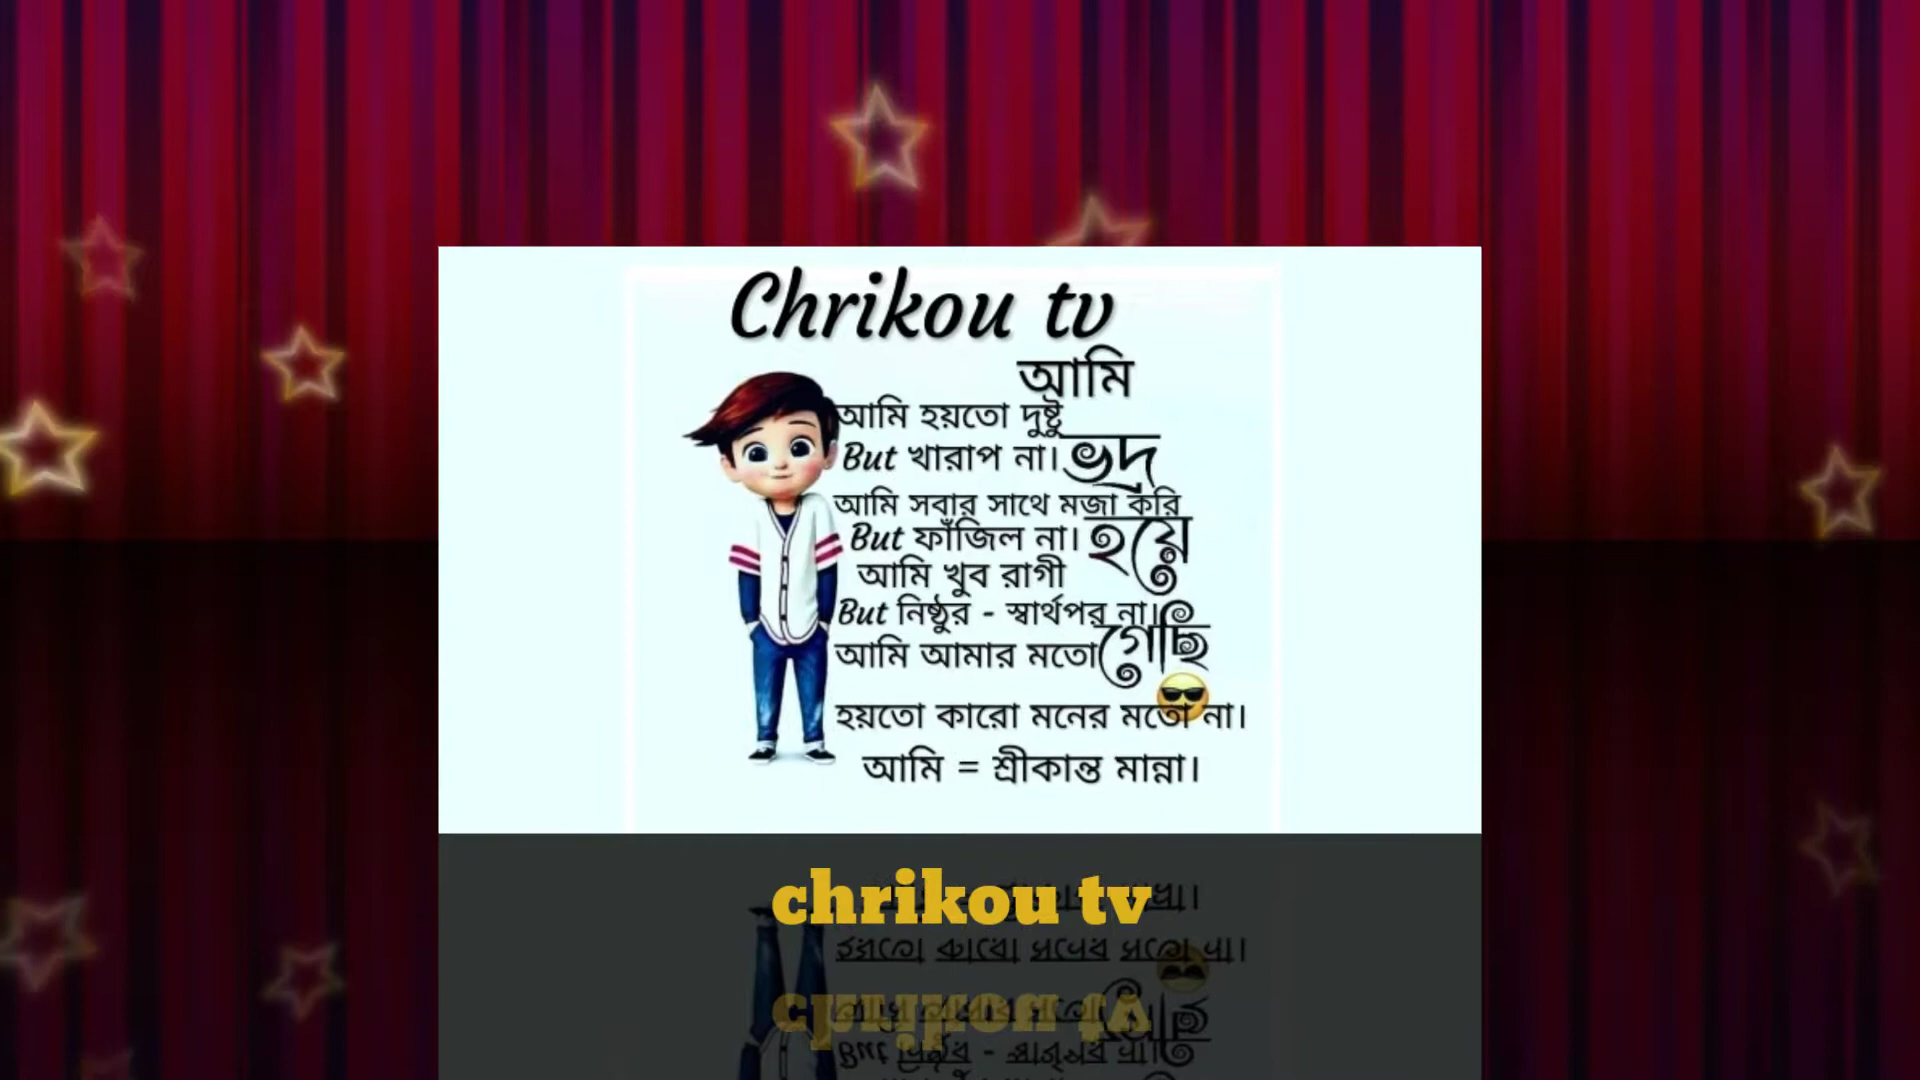 Chrikou tv
আমি
আমি হয়তো দুষ্টু
But খারাপ না।
ভদ্র
আমি সবার সাথে মজা করি
But ফাঁজিল না।
হয়ে
আমি খুব রাগী
But নিষ্ঠুর - স্বার্থপর না।
গেছি
আমি আমার মতো
হয়তো কারো মনের মতো না।
আমি = শ্রীকান্ত মান্না।
chrikou tv